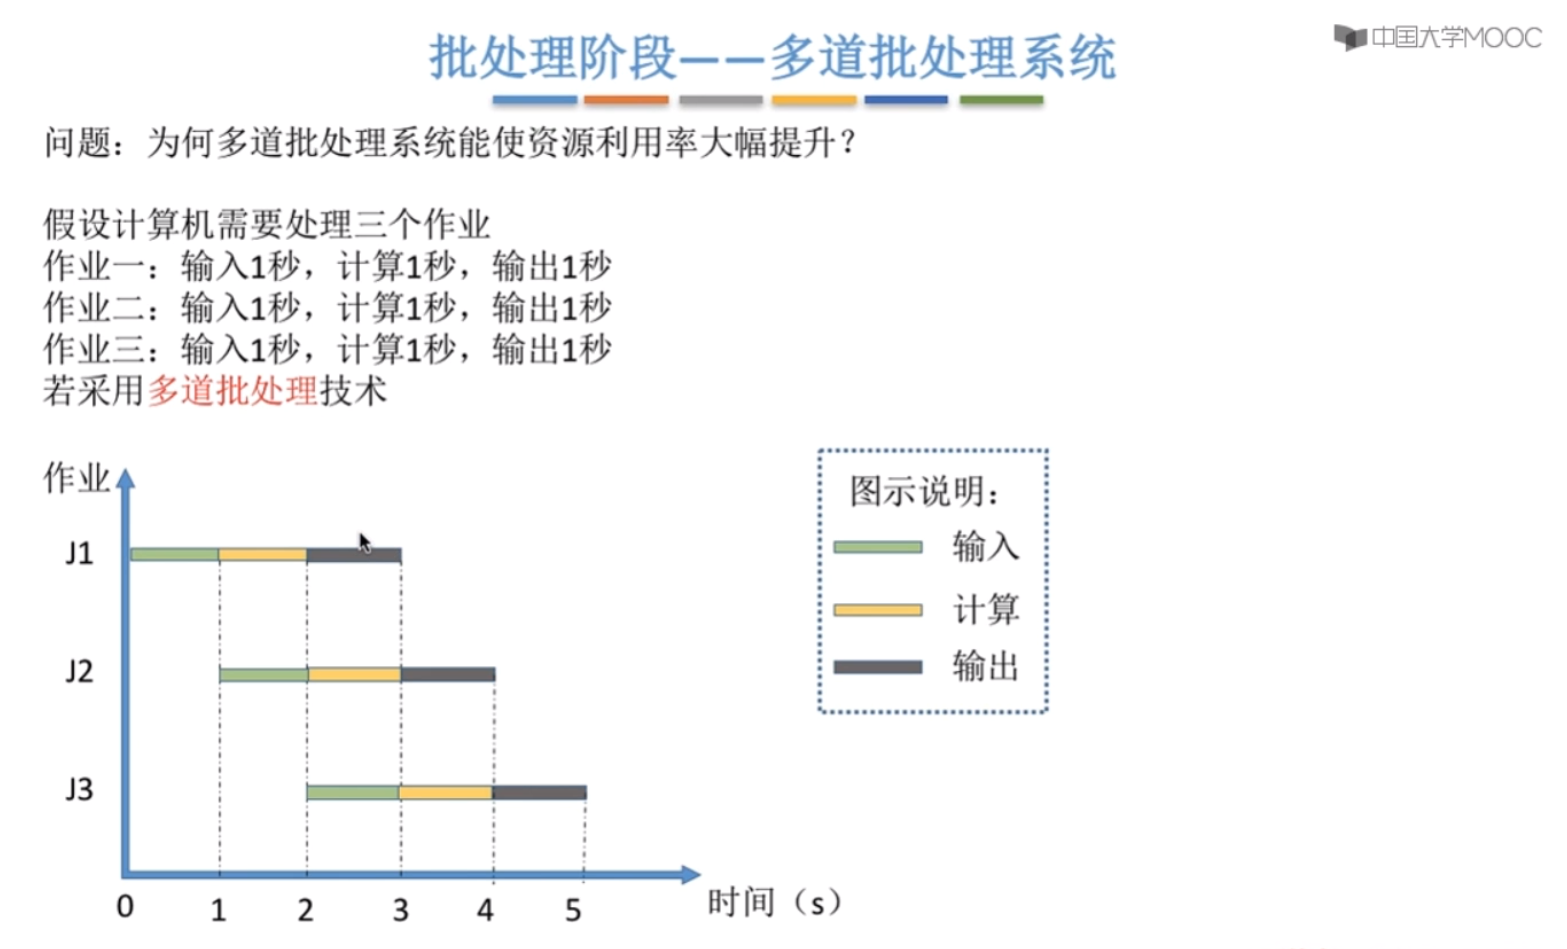 批处理阶段——多道批处理系统
中国大学MOOC
问题：为何多道批处理系统能使资源利用率大幅提升？
假设计算机需要处理三个作业
作业一：输入1秒，计算1秒，输出1秒
作业二：输入1秒，计算1秒，输出1秒
作业三：输入1秒，计算1秒，输出1秒
若采用多道批处理技术
作业
J1
J2
J3
0 1 2 3 4 5
时间（s）
图示说明：
输入
计算
输出